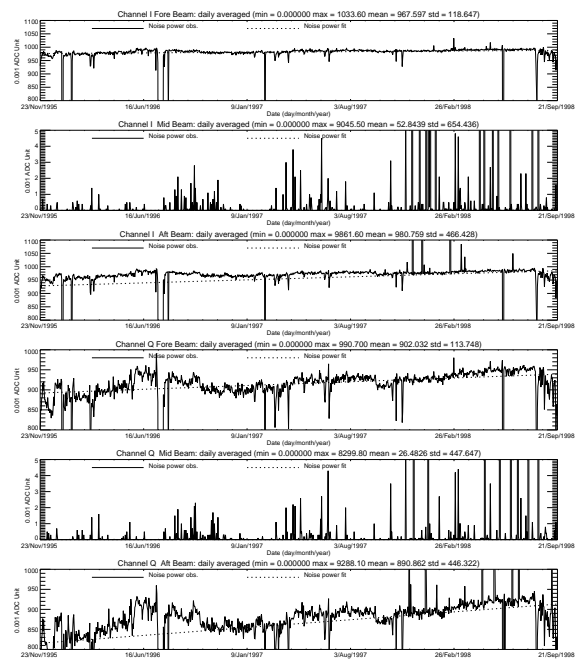 Channel I Fore Beam: daily averaged (min = 0.000000 max = 1033.60 mean = 967.597 std = 118.647)
Noise power obs. Noise power fit
1100
1050
1000
950
900
850
800
0.001 ADC Unit
23/Nov/1995 16/Jun/1996 9/Jan/1997 3/Aug/1997 26/Feb/1998 21/Sep/1998
Date (day/month/year)
Channel I Mid Beam: daily averaged (min = 0.000000 max = 9045.50 mean = 52.8439 std = 654.436)
Noise power obs. Noise power fit
5
4
3
2
1
0
0.001 ADC Unit
23/Nov/1995 16/Jun/1996 9/Jan/1997 3/Aug/1997 26/Feb/1998 21/Sep/1998
Date (day/month/year)
Channel I Aft Beam: daily averaged (min = 0.000000 max = 9861.60 mean = 980.759 std = 466.428)
Noise power obs. Noise power fit
1100
1050
1000
950
900
850
800
0.001 ADC Unit
23/Nov/1995 16/Jun/1996 9/Jan/1997 3/Aug/1997 26/Feb/1998 21/Sep/1998
Date (day/month/year)
Channel Q Fore Beam: daily averaged (min = 0.000000 max = 990.700 mean = 902.032 std = 113.748)
Noise power obs. Noise power fit
1000
950
900
850
800
0.001 ADC Unit
23/Nov/1995 16/Jun/1996 9/Jan/1997 3/Aug/1997 26/Feb/1998 21/Sep/1998
Date (day/month/year)
Channel Q Mid Beam: daily averaged (min = 0.000000 max = 8299.80 mean = 26.4826 std = 447.647)
Noise power obs. Noise power fit
5
4
3
2
1
0
0.001 ADC Unit
23/Nov/1995 16/Jun/1996 9/Jan/1997 3/Aug/1997 26/Feb/1998 21/Sep/1998
Date (day/month/year)
Channel Q Aft Beam: daily averaged (min = 0.000000 max = 9288.10 mean = 890.862 std = 446.322)
Noise power obs. Noise power fit
1000
950
900
850
800
0.001 ADC Unit
23/Nov/1995 16/Jun/1996 9/Jan/1997 3/Aug/1997 26/Feb/1998 21/Sep/1998